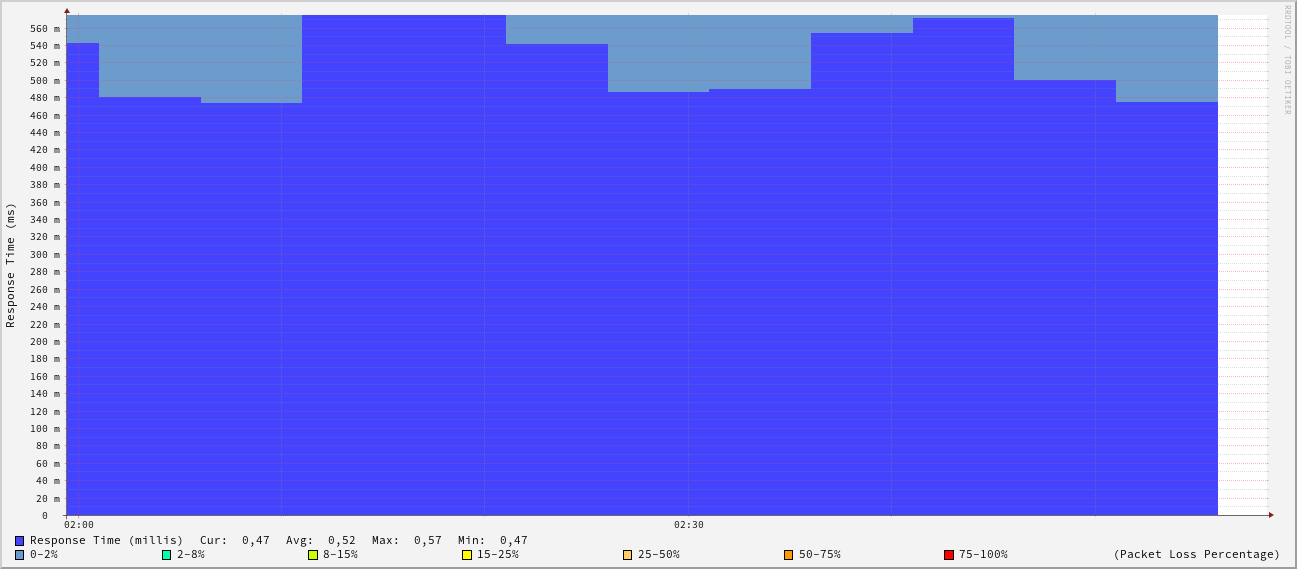 RRDTOOL / TOBI OETIKER
Response Time (ms)
560 m
540 m
520 m
500 m
480 m
460 m
440 m
420 m
400 m
380 m
360 m
340 m
320 m
300 m
280 m
260 m
240 m
220 m
200 m
180 m
160 m
140 m
120 m
100 m
80 m
60 m
40 m
20 m
0
02:00 02:30
Response Time (millis) Cur: 0,47 Avg: 0,52 Max: 0,57 Min: 0,47
0-2% 2-8% 8-15% 15-25% 25-50% 50-75% 75-100% (Packet Loss Percentage)